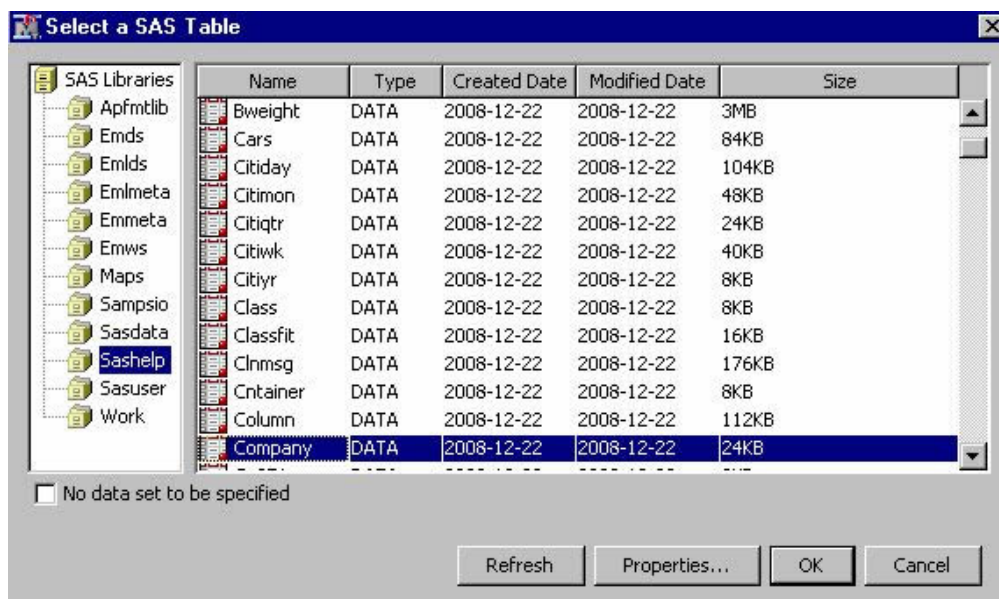 Select a SAS Table
SAS Libraries
Apfmtlib
Emds
Emlds
Emlmeta
Emmeta
Emws
Maps
Sampsio
Sasdata
Sashelp
Sasuser
Work
Name Type Created Date Modified Date Size
Bweight DATA 2008-12-22 2008-12-22 3MB
Cars DATA 2008-12-22 2008-12-22 84KB
Citiday DATA 2008-12-22 2008-12-22 104KB
Citimon DATA 2008-12-22 2008-12-22 48KB
Citiqtr DATA 2008-12-22 2008-12-22 24KB
Citiwk DATA 2008-12-22 2008-12-22 40KB
Citiyr DATA 2008-12-22 2008-12-22 8KB
Class DATA 2008-12-22 2008-12-22 8KB
Classfit DATA 2008-12-22 2008-12-22 16KB
Clnmsg DATA 2008-12-22 2008-12-22 176KB
Cntainer DATA 2008-12-22 2008-12-22 8KB
Column DATA 2008-12-22 2008-12-22 112KB
Company DATA 2008-12-22 2008-12-22 24KB
No data set to be specified
Refresh Properties... OK Cancel